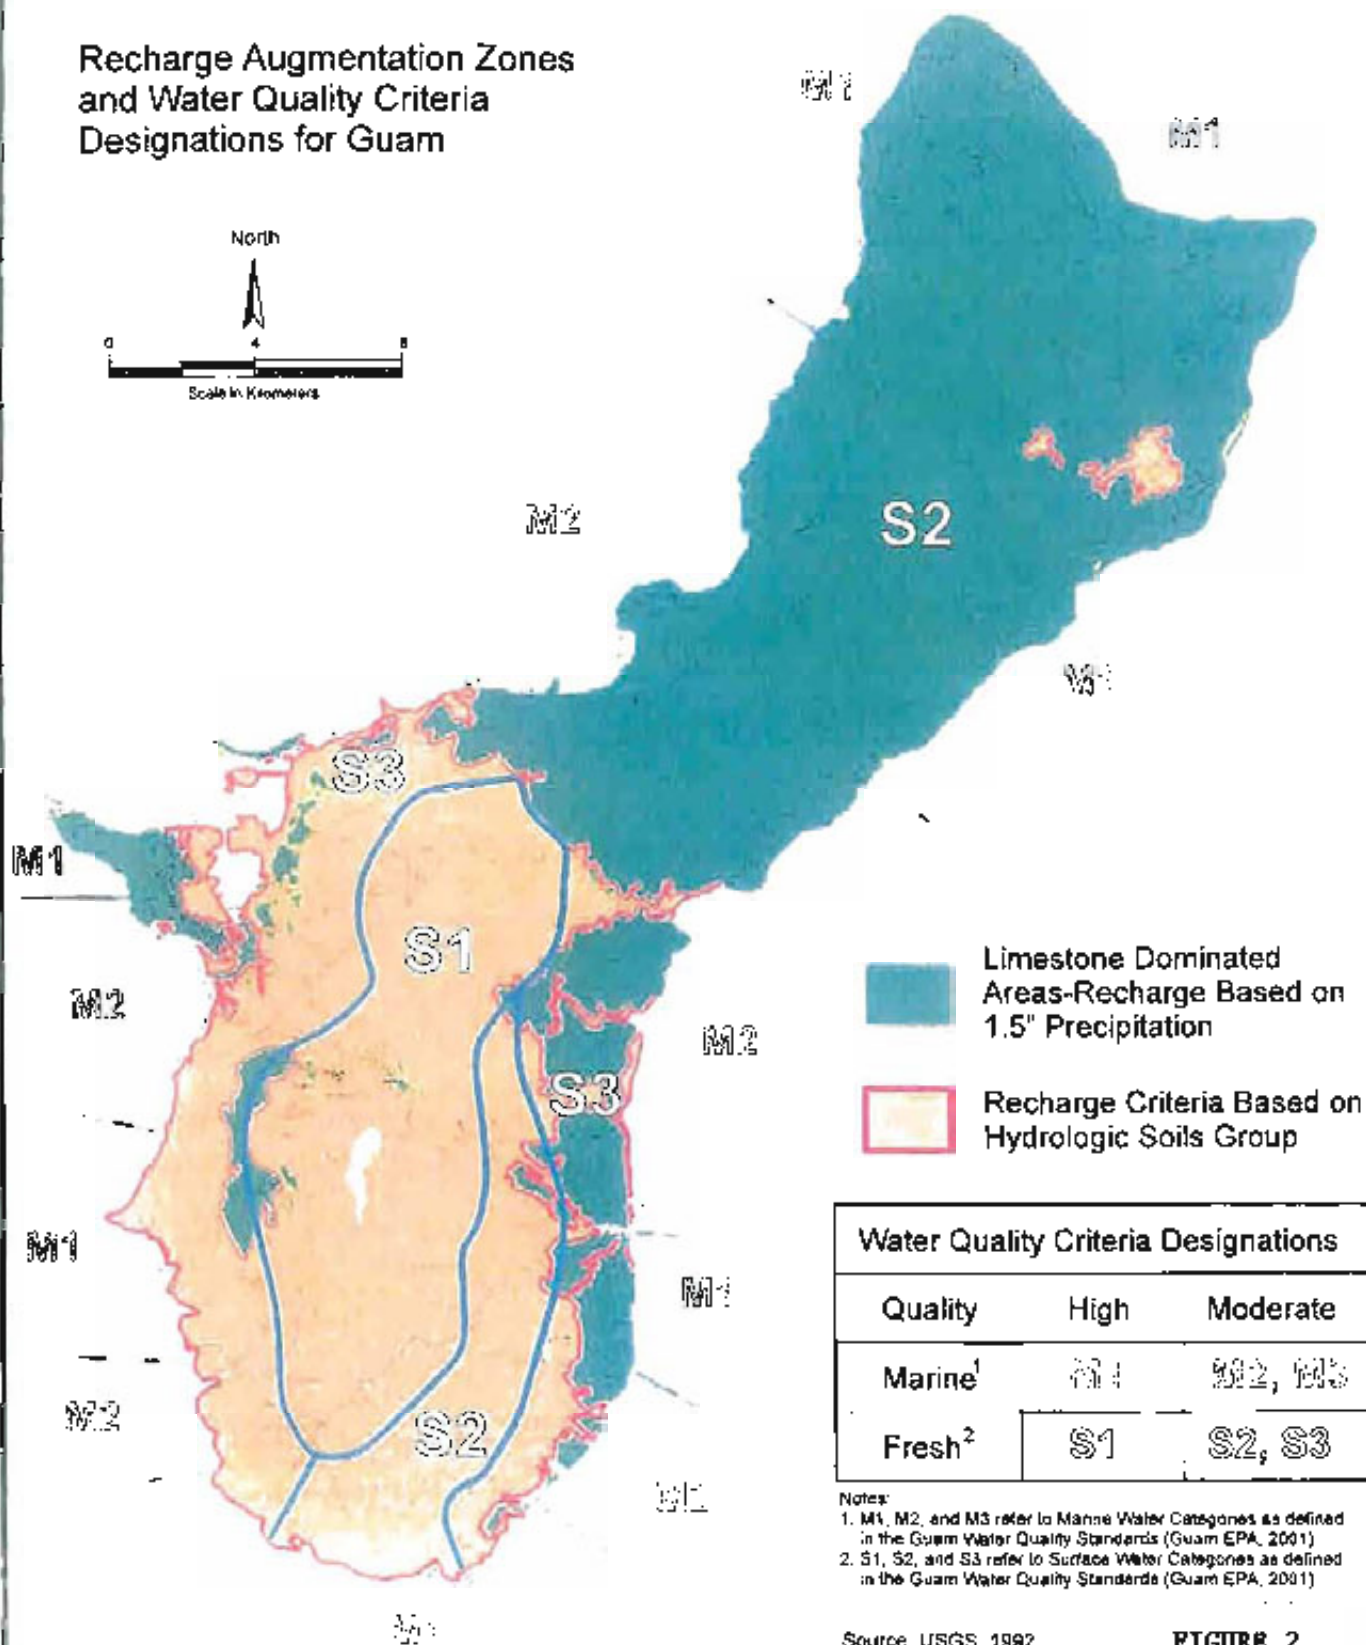 Recharge Augmentation Zones
and Water Quality Criteria
Designations for Guam
M1
M1
North
0 4 8
Scale in Kilometers
M2
S2
M1
S3
M1
S1
M2
M2
S3
M1
M1
M2
S2
Limestone Dominated
Areas-Recharge Based on
1.5" Precipitation
Recharge Criteria Based on
Hydrologic Soils Group
Water Quality Criteria Designations
Quality High Moderate
Marine¹ M1 M2, M3
Fresh² S1 S2, S3
Notes:
1. M1, M2, and M3 refer to Marine Water Categories as defined
in the Guam Water Quality Standards (Guam EPA, 2001)
2. S1, S2, and S3 refer to Surface Water Categories as defined
in the Guam Water Quality Standards (Guam EPA, 2001)
Source USGS, 1992
FIGURE 2